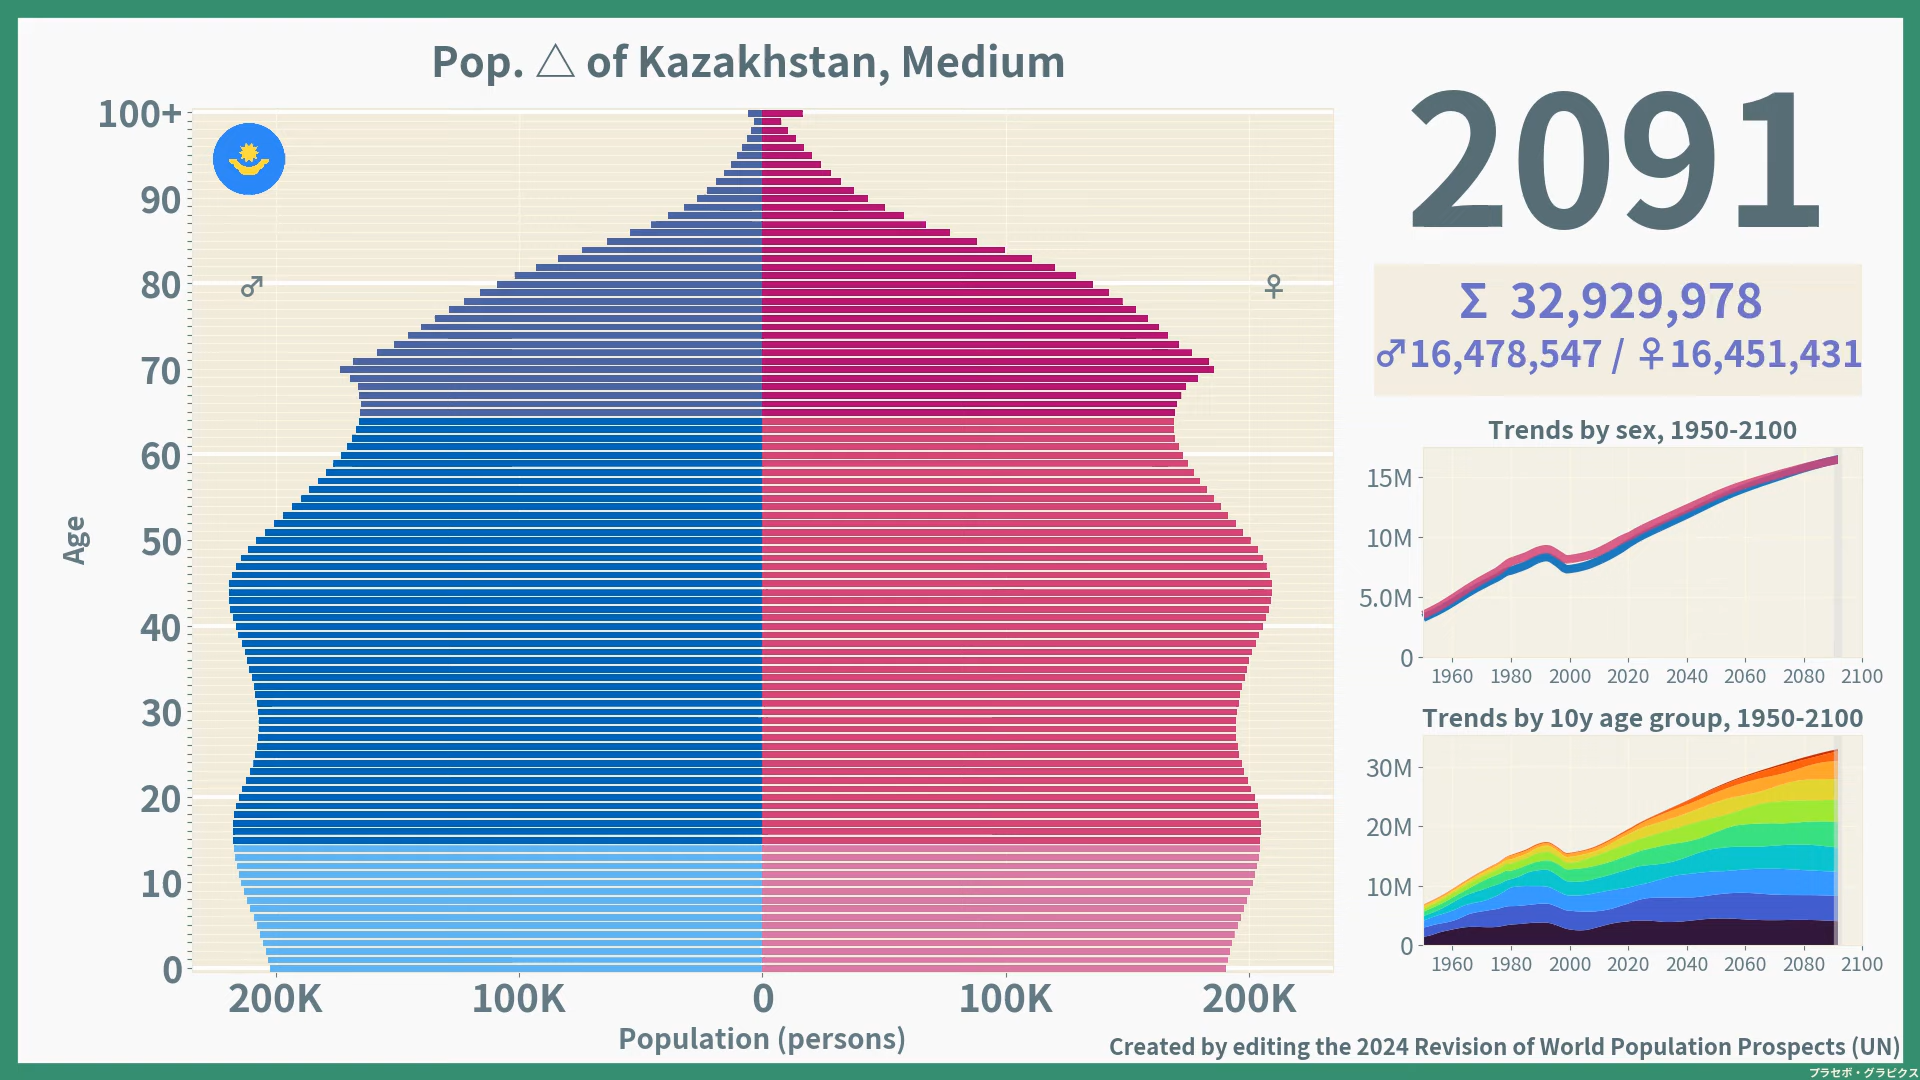 Pop. △ of Kazakhstan, Medium
100+
90
80
70
60
50
40
30
20
10
0
Age
♂
♀
200K
100K
0
100K
200K
Population (persons)
2091
Σ 32,929,978
♂16,478,547 / ♀16,451,431
Trends by sex, 1950-2100
15M
10M
5.0M
0
1960 1980 2000 2020 2040 2060 2080 2100
Trends by 10y age group, 1950-2100
30M
20M
10M
0
1960 1980 2000 2020 2040 2060 2080 2100
Created by editing the 2024 Revision of World Population Prospects (UN)
プラセボ・グラピクス